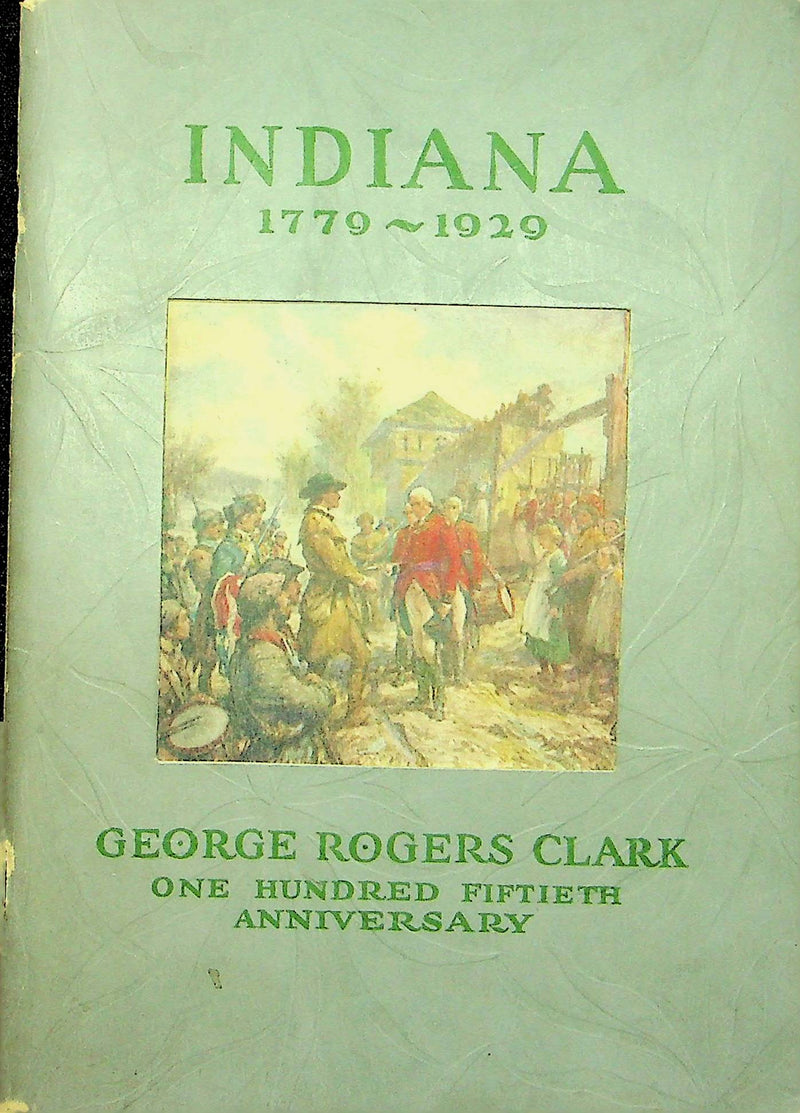 INDIANA
1779~1929
GEORGE ROGERS CLARK
ONE HUNDRED FIFTIETH
ANNIVERSARY